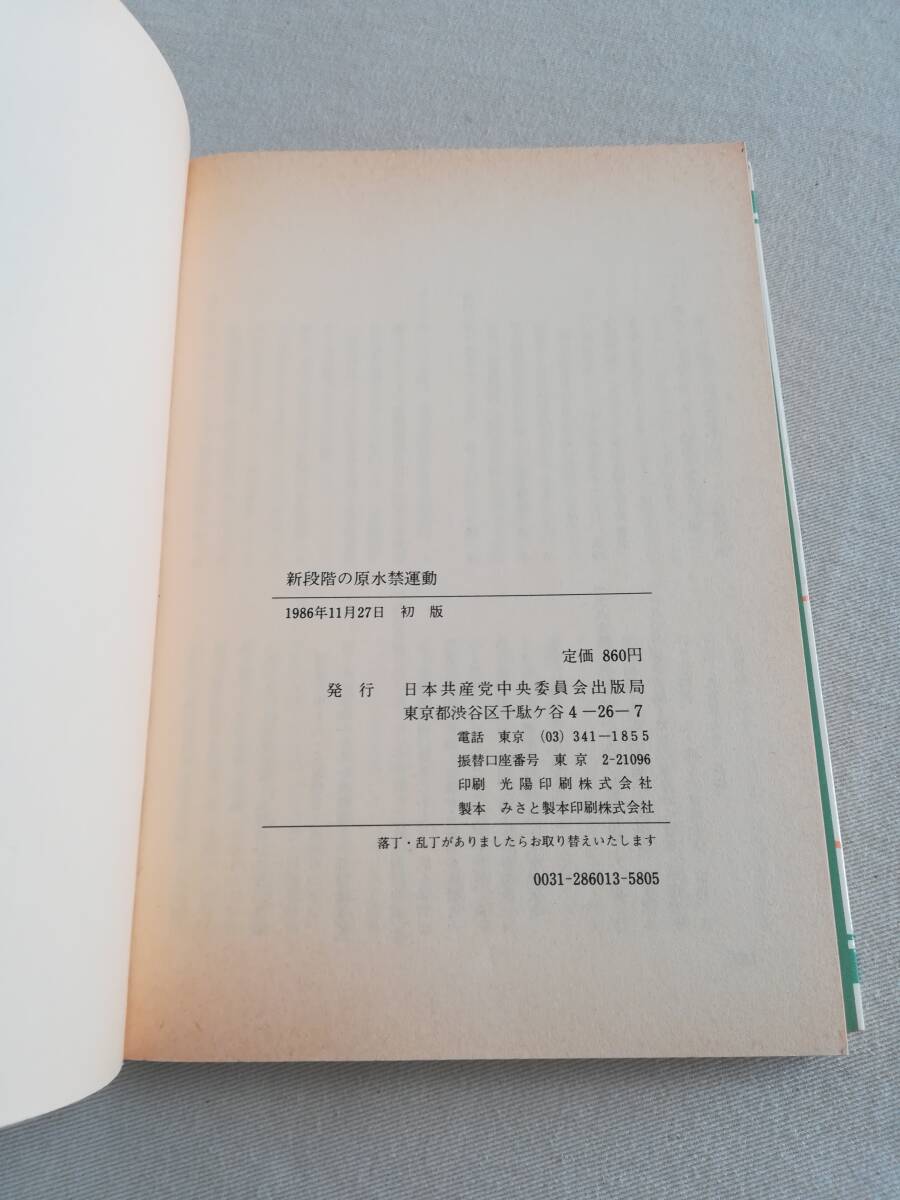 新段階の原水禁運動
1986年11月27日 初 版
定価 860円
発 行 日本共産党中央委員会出版局
東京都渋谷区千駄ケ谷4-26-7
電話 東京 (03) 341-1855
振替口座番号 東 京 2-21096
印刷 光陽印刷株式会社
製本 みさと製本印刷株式会社
落丁・乱丁がありましたらお取り替えいたします
0031-286013-5805